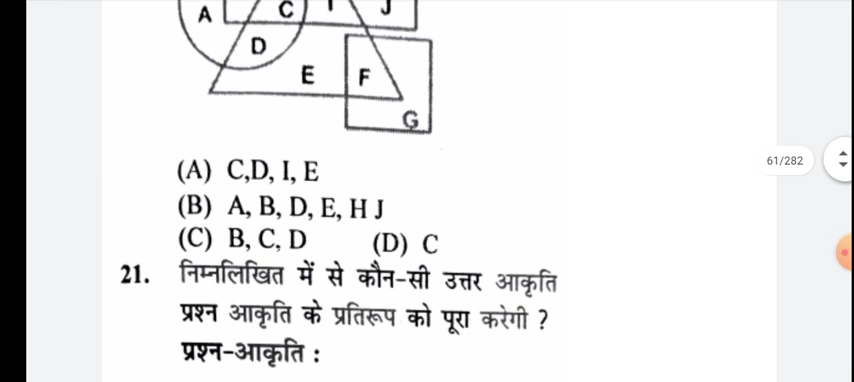 A
C
I
J
D
E
F
G
61/282
(A) C,D, I, E
(B) A, B, D, E, H J
(C) B, C, D (D) C
21. निम्नलिखित में से कौन-सी उत्तर आकृति
प्रश्न आकृति के प्रतिरूप को पूरा करेगी ?
प्रश्न-आकृति :